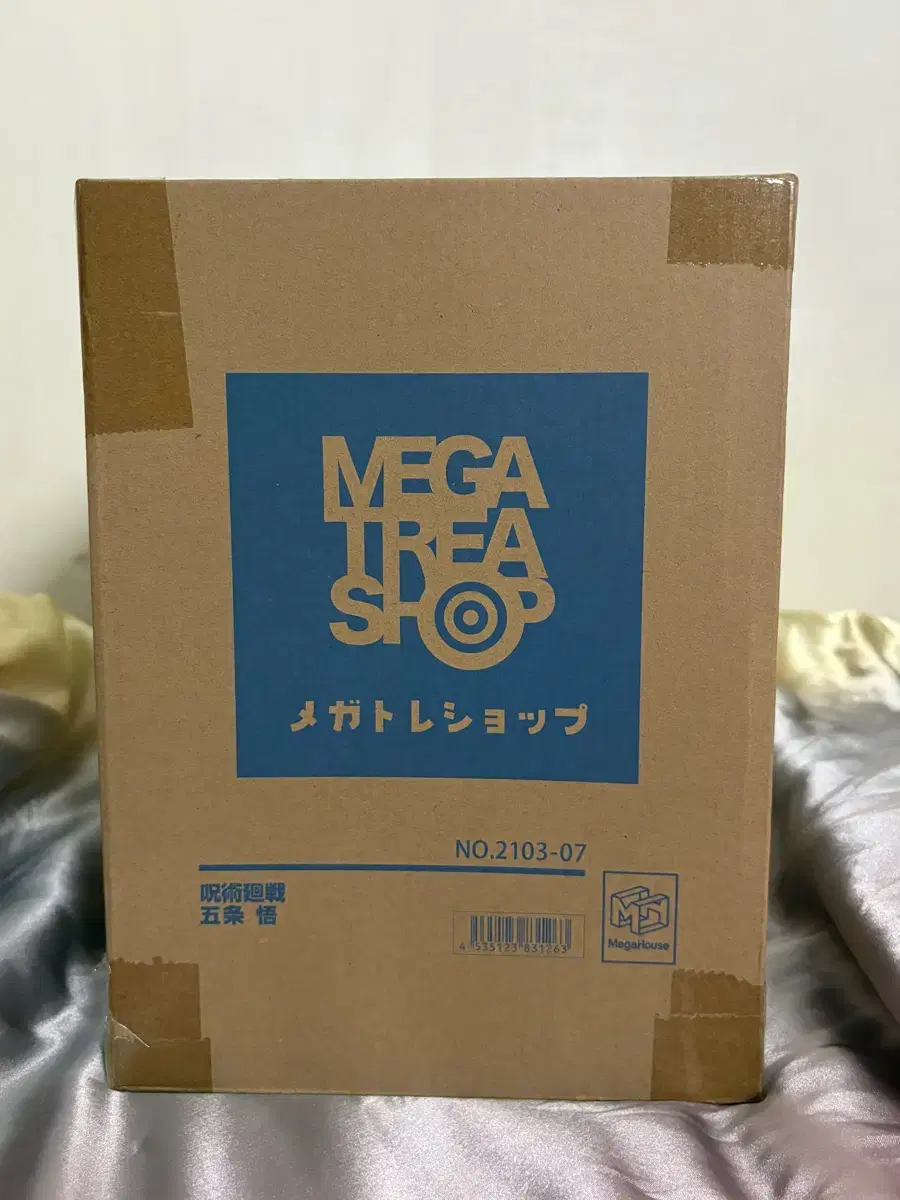 MEGA
TREA
SHOP
メガトレショップ
NO.2103-07
呪術廻戦
五条 悟
4 535123 831263
MegaHouse